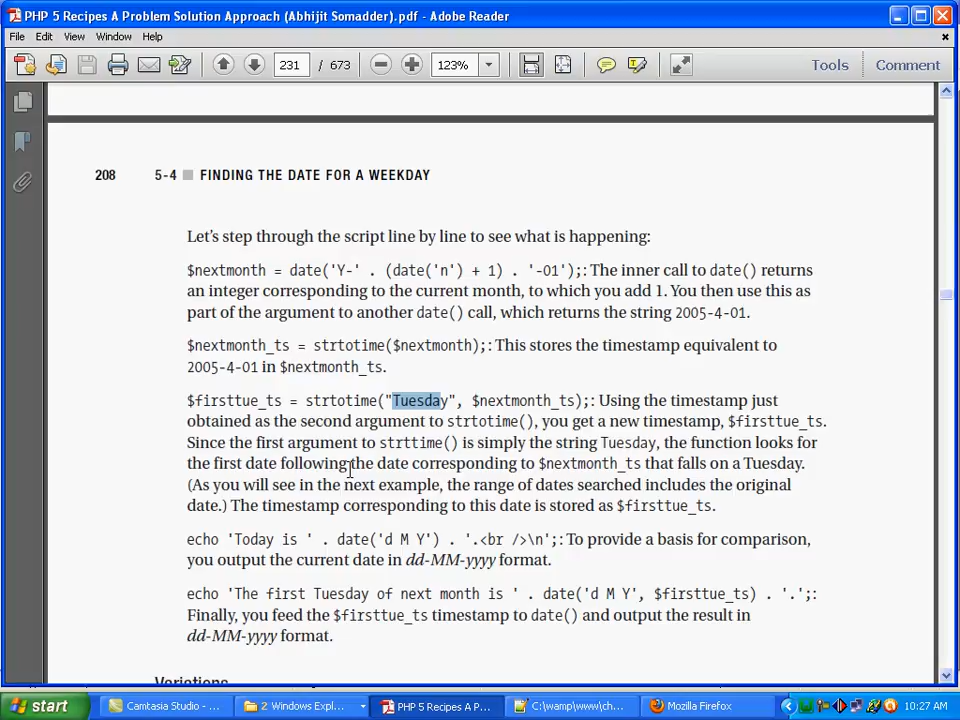 PHP 5 Recipes A Problem Solution Approach (Abhijit Somadder).pdf - Adobe Reader
File Edit View Window Help
231 / 673 123% Tools Comment
208 5-4 FINDING THE DATE FOR A WEEKDAY
Let's step through the script line by line to see what is happening:
$nextmonth = date('Y-' . (date('n') + 1) . '-01');: The inner call to date() returns
an integer corresponding to the current month, to which you add 1. You then use this as
part of the argument to another date() call, which returns the string 2005-4-01.
$nextmonth_ts = strtotime($nextmonth);: This stores the timestamp equivalent to
2005-4-01 in $nextmonth_ts.
$firsttue_ts = strtotime("Tuesday", $nextmonth_ts);: Using the timestamp just
obtained as the second argument to strtotime(), you get a new timestamp, $firsttue_ts.
Since the first argument to strttime() is simply the string Tuesday, the function looks for
the first date following the date corresponding to $nextmonth_ts that falls on a Tuesday.
(As you will see in the next example, the range of dates searched includes the original
date.) The timestamp corresponding to this date is stored as $firsttue_ts.
echo 'Today is ' . date('d M Y') . '.<br />\n';: To provide a basis for comparison,
you output the current date in dd-MM-yyyy format.
echo 'The first Tuesday of next month is ' . date('d M Y', $firsttue_ts) . '.';:
Finally, you feed the $firsttue_ts timestamp to date() and output the result in
dd-MM-yyyy format.
Variations
start Camtasia Studio - ... 2 Windows Expl... PHP 5 Recipes A P... C:\wamp\www\ch... Mozilla Firefox 10:27 AM